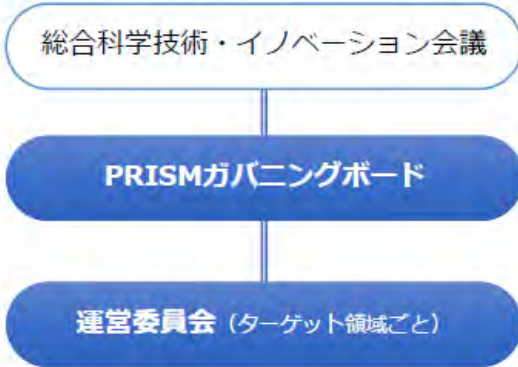 総合科学技術・イノベーション会議
PRISMガバニングボード
運営委員会（ターゲット領域ごと）